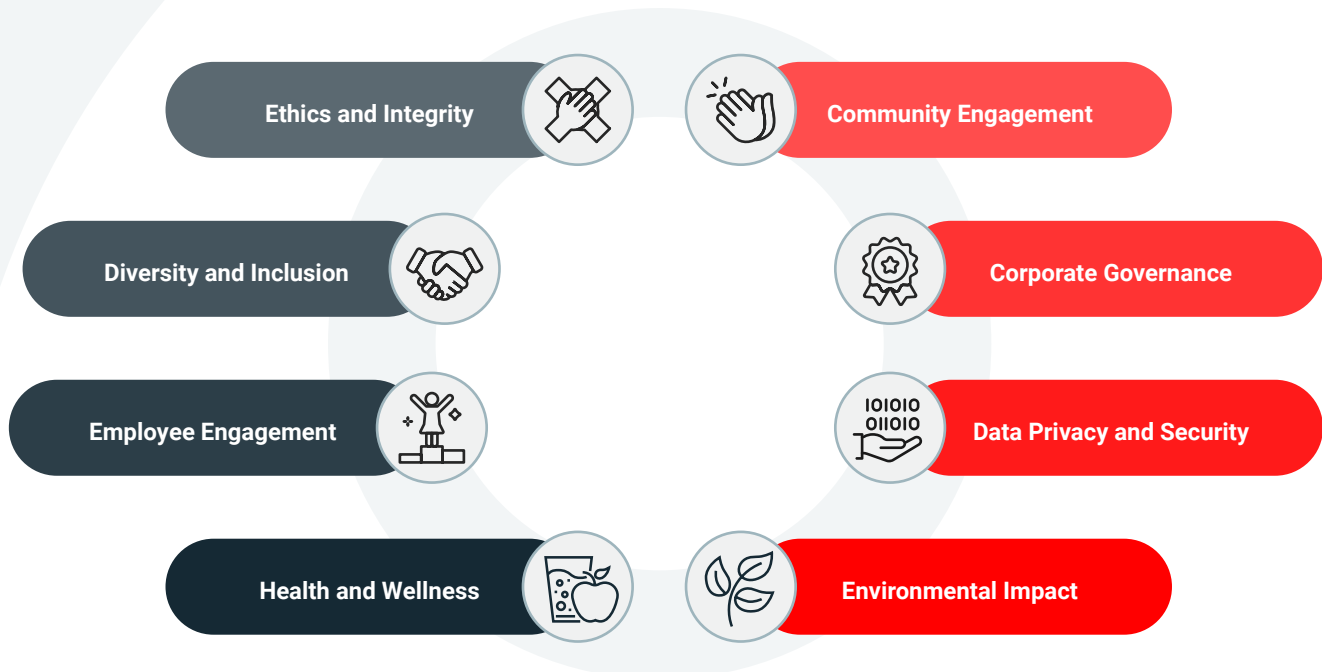 Ethics and Integrity
Community Engagement
Diversity and Inclusion
Corporate Governance
Employee Engagement
101010
011010
Data Privacy and Security
Health and Wellness
Environmental Impact